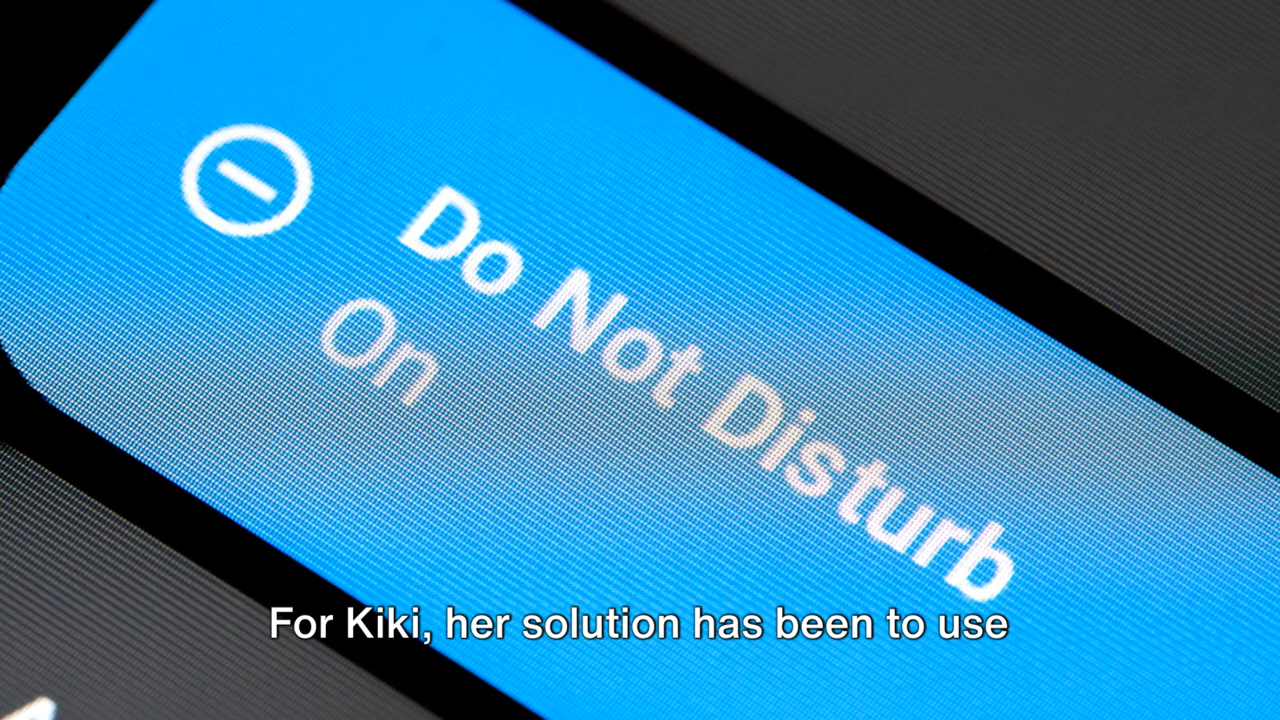 Do Not Disturb
On
For Kiki, her solution has been to use